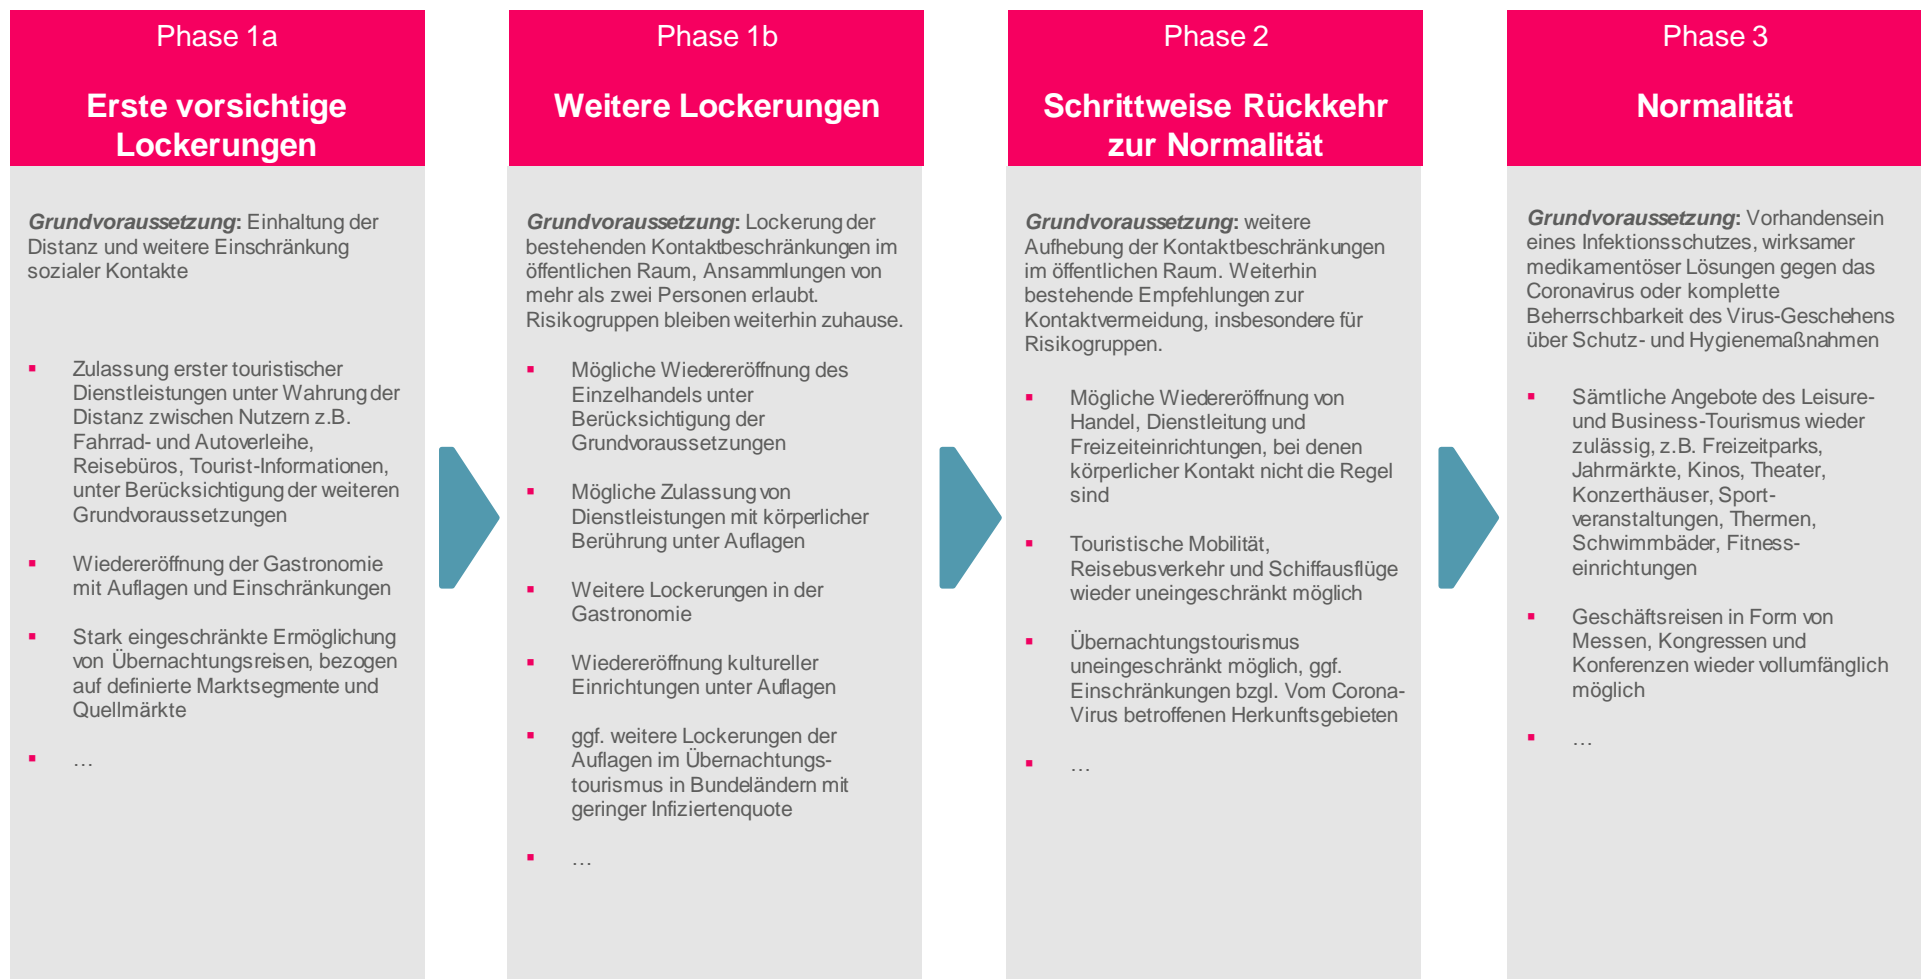 Phase 1a
Erste vorsichtige
Lockerungen
Grundvoraussetzung: Einhaltung der
Distanz und weitere Einschränkung
sozialer Kontakte
▪ Zulassung erster touristischer
Dienstleistungen unter Wahrung der
Distanz zwischen Nutzern z.B.
Fahrrad- und Autoverleihe,
Reisebüros, Tourist-Informationen,
unter Berücksichtigung der weiteren
Grundvoraussetzungen
▪ Wiedereröffnung der Gastronomie
mit Auflagen und Einschränkungen
▪ Stark eingeschränkte Ermöglichung
von Übernachtungsreisen, bezogen
auf definierte Marktsegmente und
Quellmärkte
▪ …
Phase 1b
Weitere Lockerungen
Grundvoraussetzung: Lockerung der
bestehenden Kontaktbeschränkungen im
öffentlichen Raum, Ansammlungen von
mehr als zwei Personen erlaubt.
Risikogruppen bleiben weiterhin zuhause.
▪ Mögliche Wiedereröffnung des
Einzelhandels unter
Berücksichtigung der
Grundvoraussetzungen
▪ Mögliche Zulassung von
Dienstleistungen mit körperlicher
Berührung unter Auflagen
▪ Weitere Lockerungen in der
Gastronomie
▪ Wiedereröffnung kultureller
Einrichtungen unter Auflagen
▪ ggf. weitere Lockerungen der
Auflagen im Übernachtungs-
tourismus in Bundeländern mit
geringer Infiziertenquote
▪ …
Phase 2
Schrittweise Rückkehr
zur Normalität
Grundvoraussetzung: weitere
Aufhebung der Kontaktbeschränkungen
im öffentlichen Raum. Weiterhin
bestehende Empfehlungen zur
Kontaktvermeidung, insbesondere für
Risikogruppen.
▪ Mögliche Wiedereröffnung von
Handel, Dienstleitung und
Freizeiteinrichtungen, bei denen
körperlicher Kontakt nicht die Regel
sind
▪ Touristische Mobilität,
Reisebusverkehr und Schiffausflüge
wieder uneingeschränkt möglich
▪ Übernachtungstourismus
uneingeschränkt möglich, ggf.
Einschränkungen bzgl. Vom Corona-
Virus betroffenen Herkunftsgebieten
▪ …
Phase 3
Normalität
Grundvoraussetzung: Vorhandensein
eines Infektionsschutzes, wirksamer
medikamentöser Lösungen gegen das
Coronavirus oder komplette
Beherrschbarkeit des Virus-Geschehens
über Schutz- und Hygienemaßnahmen
▪ Sämtliche Angebote des Leisure-
und Business-Tourismus wieder
zulässig, z.B. Freizeitparks,
Jahrmärkte, Kinos, Theater,
Konzerthäuser, Sport-
veranstaltungen, Thermen,
Schwimmbäder, Fitness-
einrichtungen
▪ Geschäftsreisen in Form von
Messen, Kongressen und
Konferenzen wieder vollumfänglich
möglich
▪ …